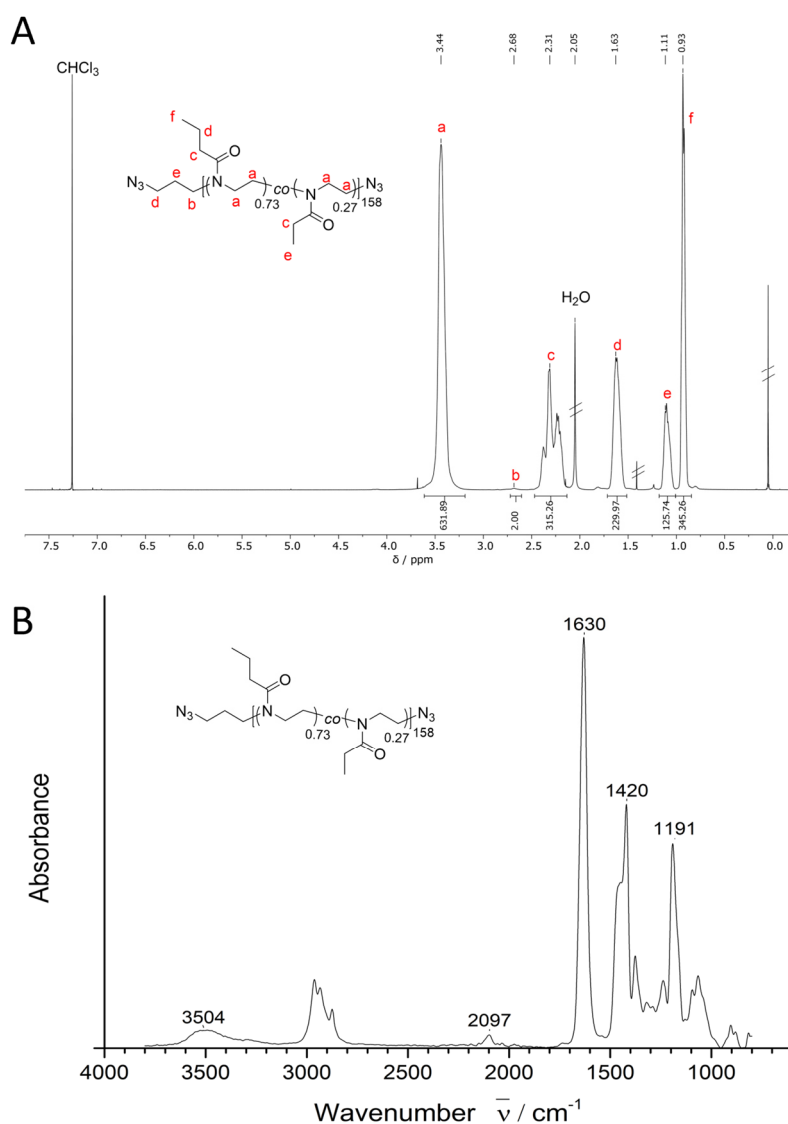 A
3.44
2.68
2.31
2.05
1.63
1.11
0.93
CHCl3
f
d
c
O
e
a
a
a
N3
N
co
N
N3
0.73
0.27
158
d
b
a
c
O
e
a
b
c
H2O
d
e
f
631.89
2.00
315.26
229.97
125.74
345.26
7.5 7.0 6.5 6.0 5.5 5.0 4.5 4.0 3.5 3.0 2.5 2.0 1.5 1.0 0.5 0.0
δ / ppm
B
1630
O
N3
N
co
N
N3
0.73
0.27
158
O
1420
1191
3504
2097
Absorbance
4000 3500 3000 2500 2000 1500 1000
Wavenumber ν̅ / cm-1